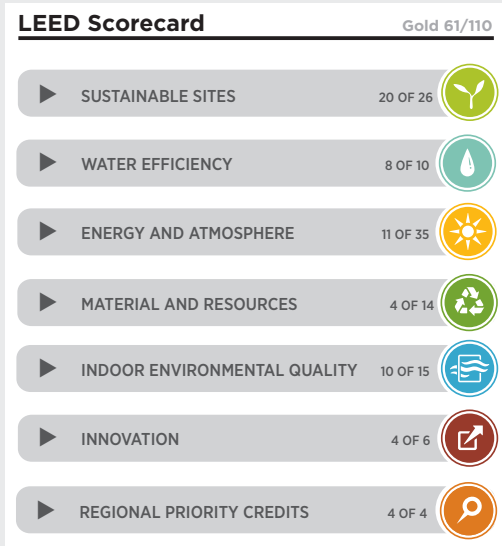 LEED Scorecard Gold 61/110
SUSTAINABLE SITES 20 OF 26
WATER EFFICIENCY 8 OF 10
ENERGY AND ATMOSPHERE 11 OF 35
MATERIAL AND RESOURCES 4 OF 14
INDOOR ENVIRONMENTAL QUALITY 10 OF 15
INNOVATION 4 OF 6
REGIONAL PRIORITY CREDITS 4 OF 4